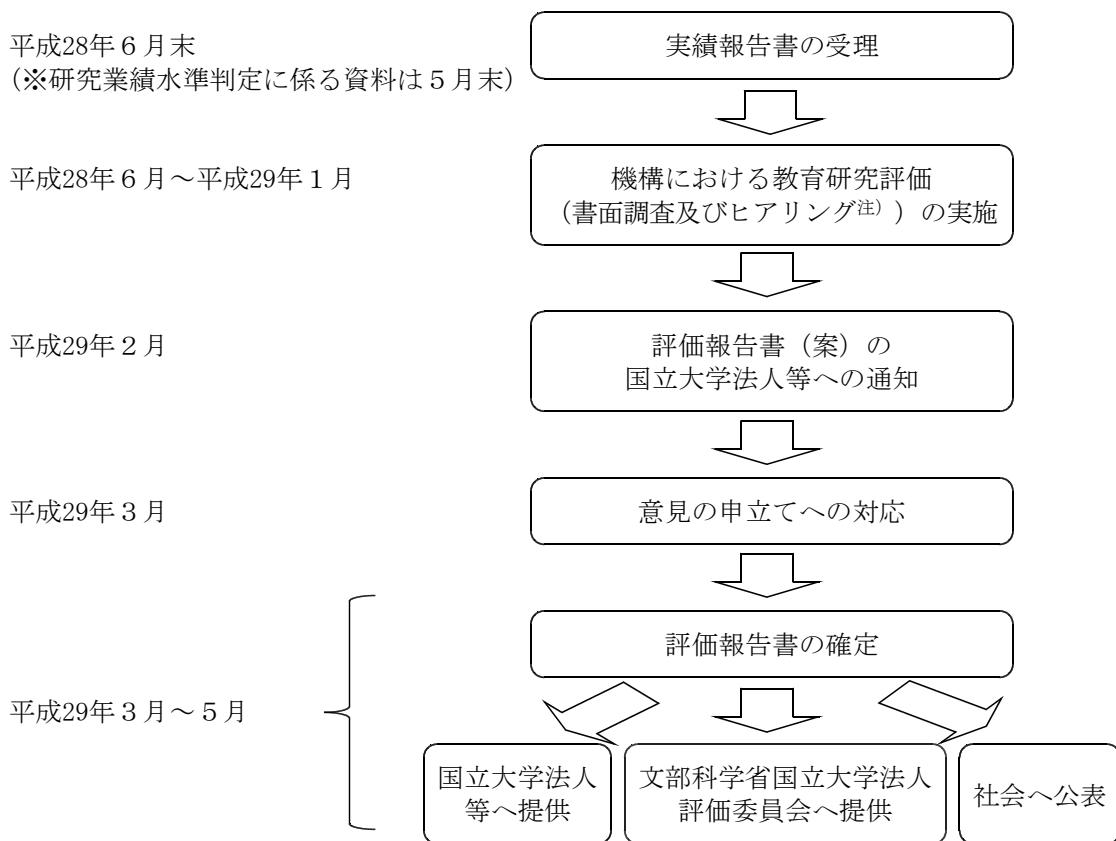 平成28年６月末
(※研究業績水準判定に係る資料は５月末)
実績報告書の受理
平成28年６月～平成29年１月
機構における教育研究評価
（書面調査及びヒアリング注））の実施
平成29年２月
評価報告書（案）の
国立大学法人等への通知
平成29年３月
意見の申立てへの対応
評価報告書の確定
平成29年３月～５月
国立大学法人
等へ提供
文部科学省国立大学法人
評価委員会へ提供
社会へ公表